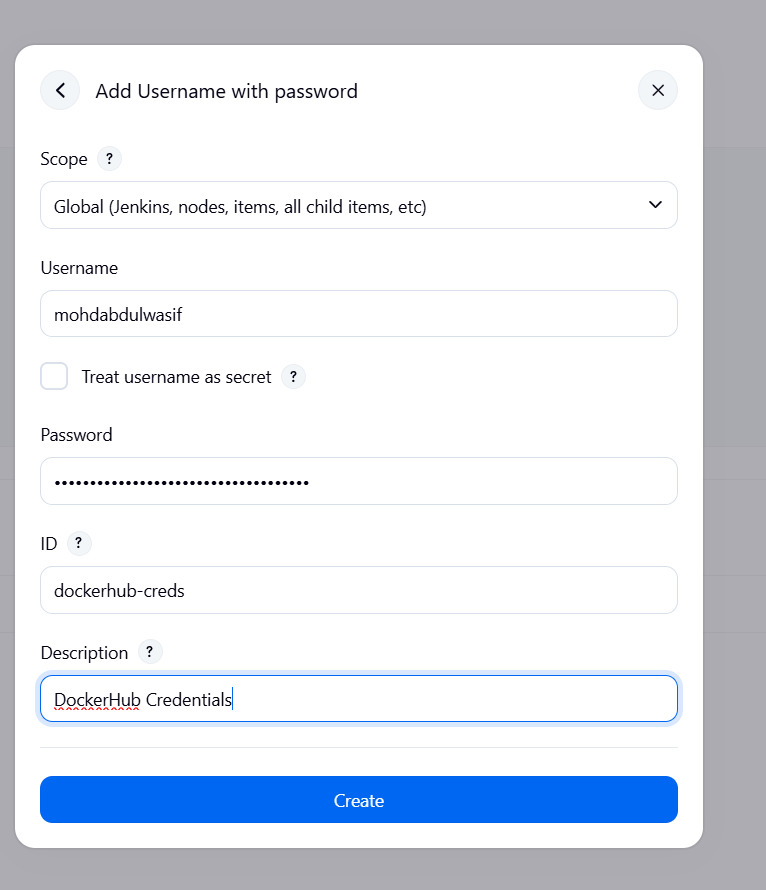 Add Username with password
Scope ?
Global (Jenkins, nodes, items, all child items, etc)
Username
mohdabdulwasif
Treat username as secret ?
Password
••••••••••••••••••••••••••••••••••••
ID ?
dockerhub-creds
Description ?
DockerHub Credentials
Create